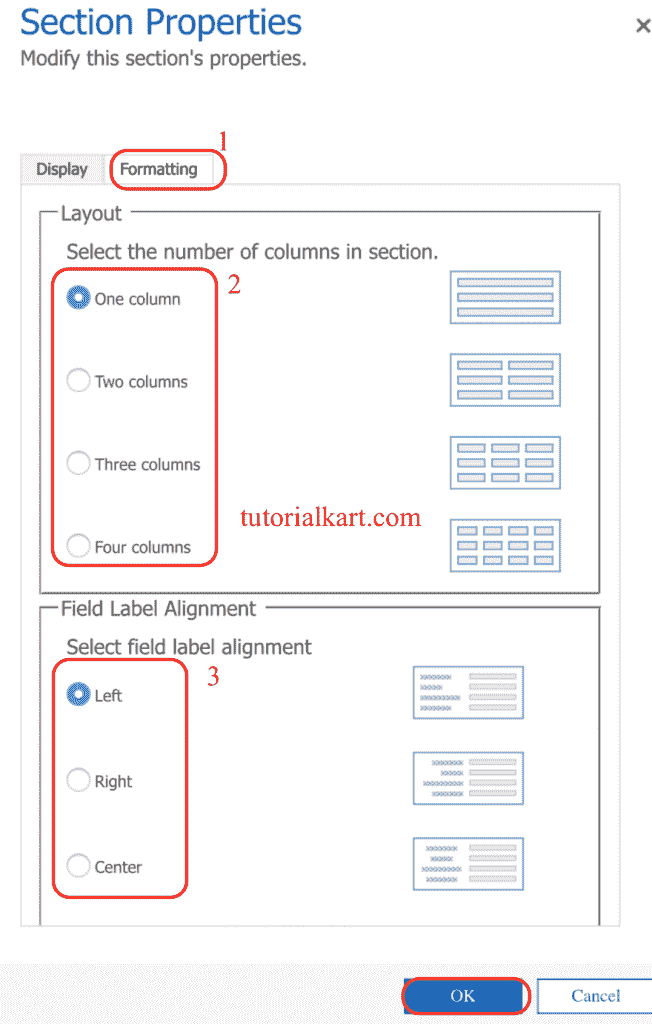 Section Properties
Modify this section's properties.
1
Display Formatting
Layout
Select the number of columns in section.
2
One column
Two columns
Three columns
tutorialkart.com
Four columns
Field Label Alignment
Select field label alignment
3
Left
Right
Center
OK Cancel